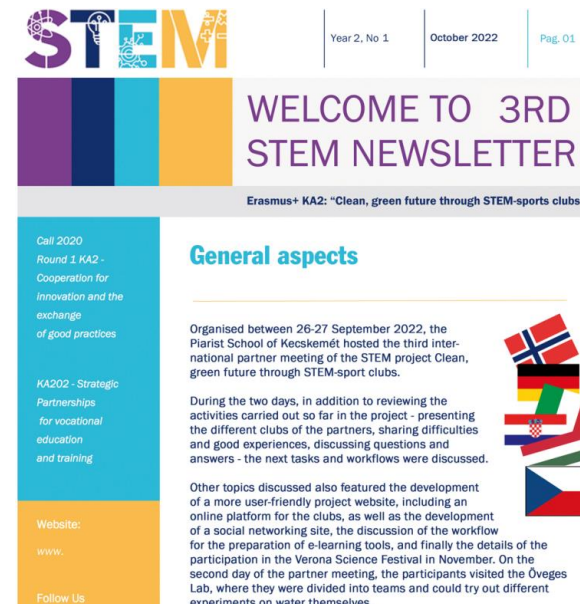 STEM
Year 2, No 1
October 2022
Pag. 01
WELCOME TO 3RD
STEM NEWSLETTER
Erasmus+ KA2: “Clean, green future through STEM-sports clubs
Call 2020
Round 1 KA2 -
Cooperation for
innovation and the
exchange
of good practices
KA202 - Strategic
Partnerships
for vocational
education
and training
Website:
www.
Follow Us
General aspects
Organised between 26-27 September 2022, the
Piarist School of Kecskemét hosted the third inter-
national partner meeting of the STEM project Clean,
green future through STEM-sport clubs.
During the two days, in addition to reviewing the
activities carried out so far in the project - presenting
the different clubs of the partners, sharing difficulties
and good experiences, discussing questions and
answers - the next tasks and workflows were discussed.
Other topics discussed also featured the development
of a more user-friendly project website, including an
online platform for the clubs, as well as the development
of a social networking site, the discussion of the workflow
for the preparation of e-learning tools, and finally the details of the
participation in the Verona Science Festival in November. On the
second day of the partner meeting, the participants visited the Öveges
Lab, where they were divided into teams and could try out different
experiments on water themselves